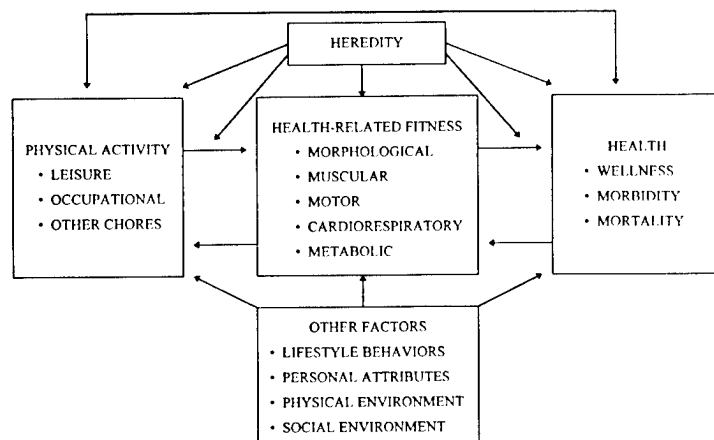 HEREDITY
PHYSICAL ACTIVITY
• LEISURE
• OCCUPATIONAL
• OTHER CHORES
HEALTH-RELATED FITNESS
• MORPHOLOGICAL
• MUSCULAR
• MOTOR
• CARDIORESPIRATORY
• METABOLIC
HEALTH
• WELLNESS
• MORBIDITY
• MORTALITY
OTHER FACTORS
• LIFESTYLE BEHAVIORS
• PERSONAL ATTRIBUTES
• PHYSICAL ENVIRONMENT
• SOCIAL ENVIRONMENT